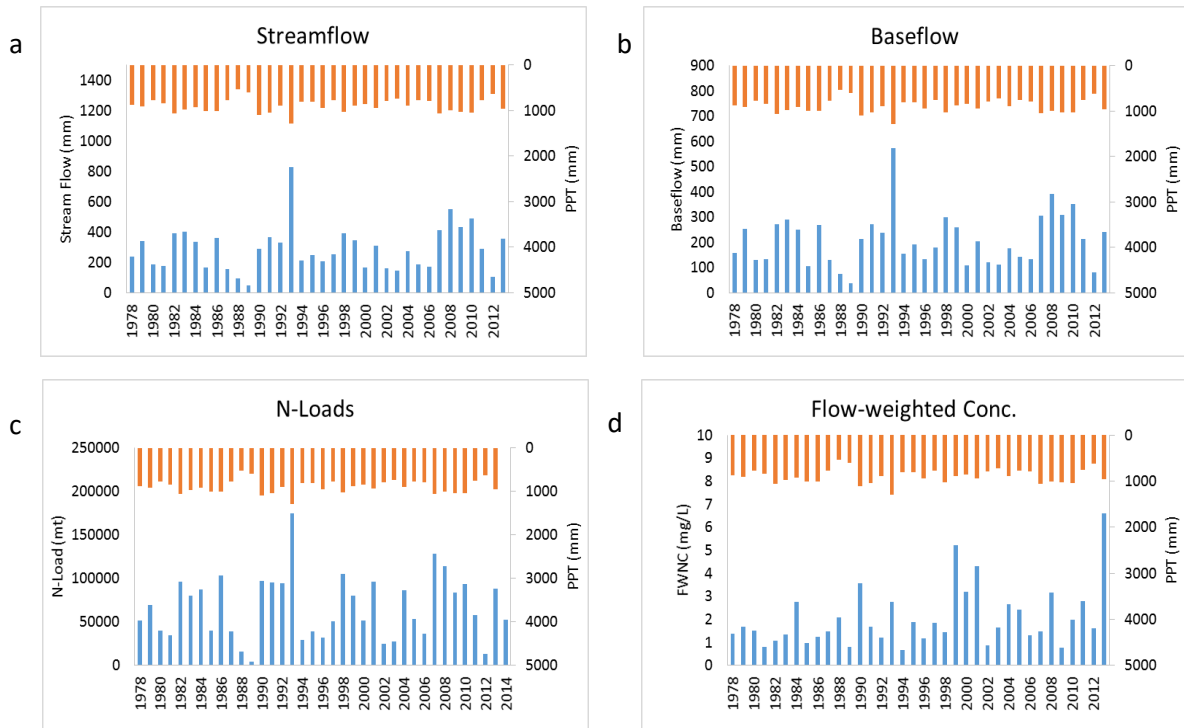 a
Streamflow
Stream Flow (mm)
1400
1200
1000
800
600
400
200
0
0
1000
2000
3000
4000
5000
PPT (mm)
1978 1980 1982 1984 1986 1988 1990 1992 1994 1996 1998 2000 2002 2004 2006 2008 2010 2012
b
Baseflow
Baseflow (mm)
900
800
700
600
500
400
300
200
100
0
0
1000
2000
3000
4000
5000
PPT (mm)
1978 1980 1982 1984 1986 1988 1990 1992 1994 1996 1998 2000 2002 2004 2006 2008 2010 2012
c
N-Loads
N-Load (mt)
250000
200000
150000
100000
50000
0
0
1000
2000
3000
4000
5000
PPT (mm)
1978 1980 1982 1984 1986 1988 1990 1992 1994 1996 1998 2000 2002 2004 2006 2008 2010 2012 2014
d
Flow-weighted Conc.
FWNC (mg/L)
10
9
8
7
6
5
4
3
2
1
0
0
1000
2000
3000
4000
5000
PPT (mm)
1978 1980 1982 1984 1986 1988 1990 1992 1994 1996 1998 2000 2002 2004 2006 2008 2010 2012